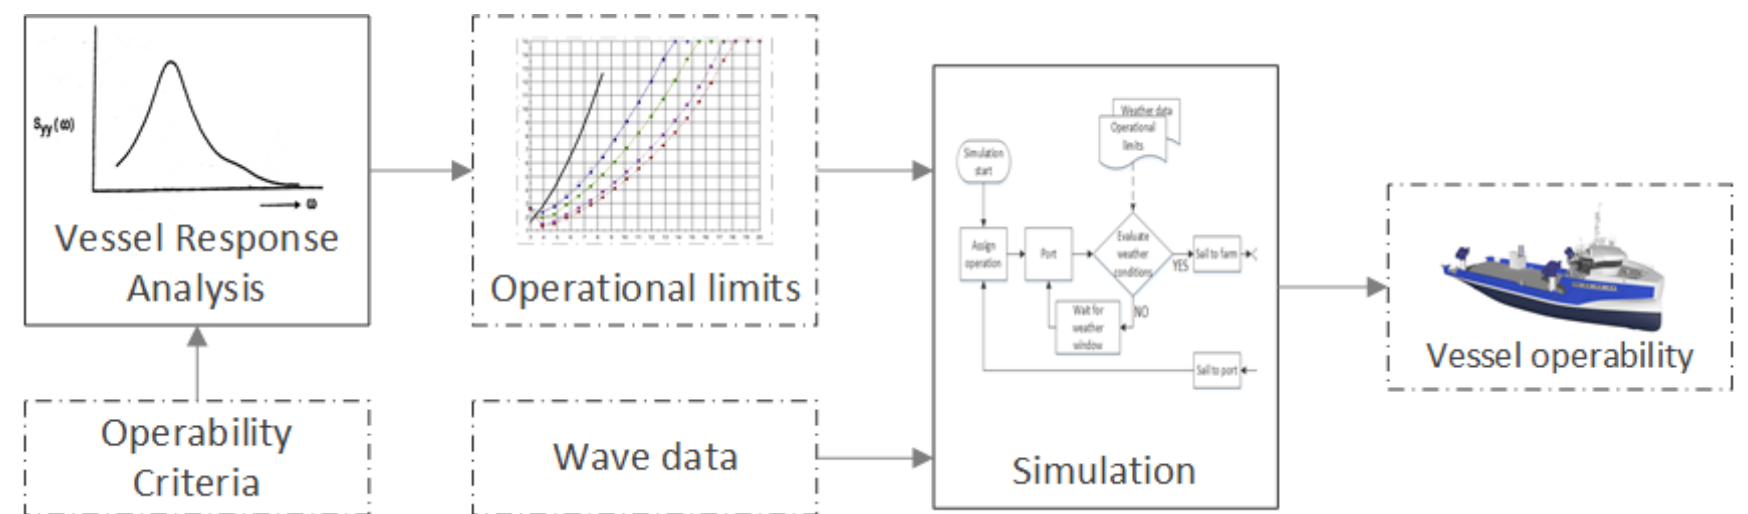 Syy (ω)
ω
Vessel Response
Analysis
Operability
Criteria
Operational limits
Wave data
Weather data
Operational
limits
Simulation
start
Assign
operation
Port
Evaluate
weather
conditions
YES
Sail to farm
NO
Wait for
weather
window
Sail to port
Simulation
Vessel operability